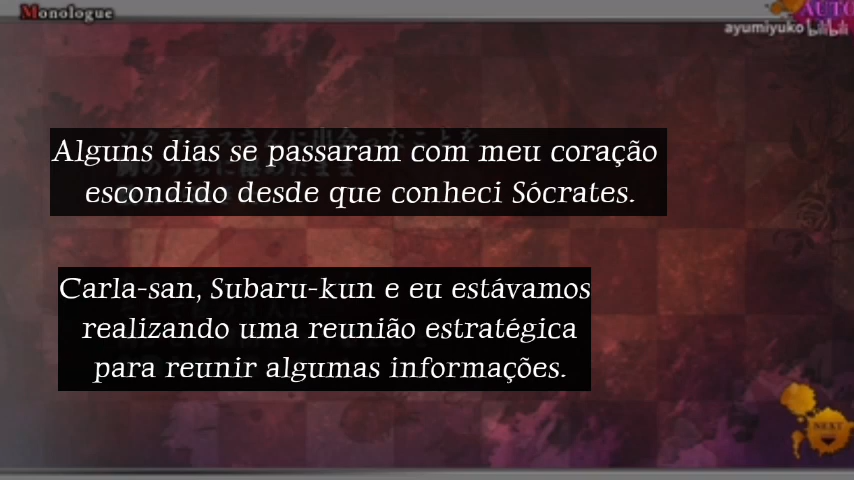 Monologue
AUTO
ayumiyuko bilibili
Alguns dias se passaram com meu coração
escondido desde que conheci Sócrates.
Carla-san, Subaru-kun e eu estávamos
realizando uma reunião estratégica
para reunir algumas informações.
NEXT